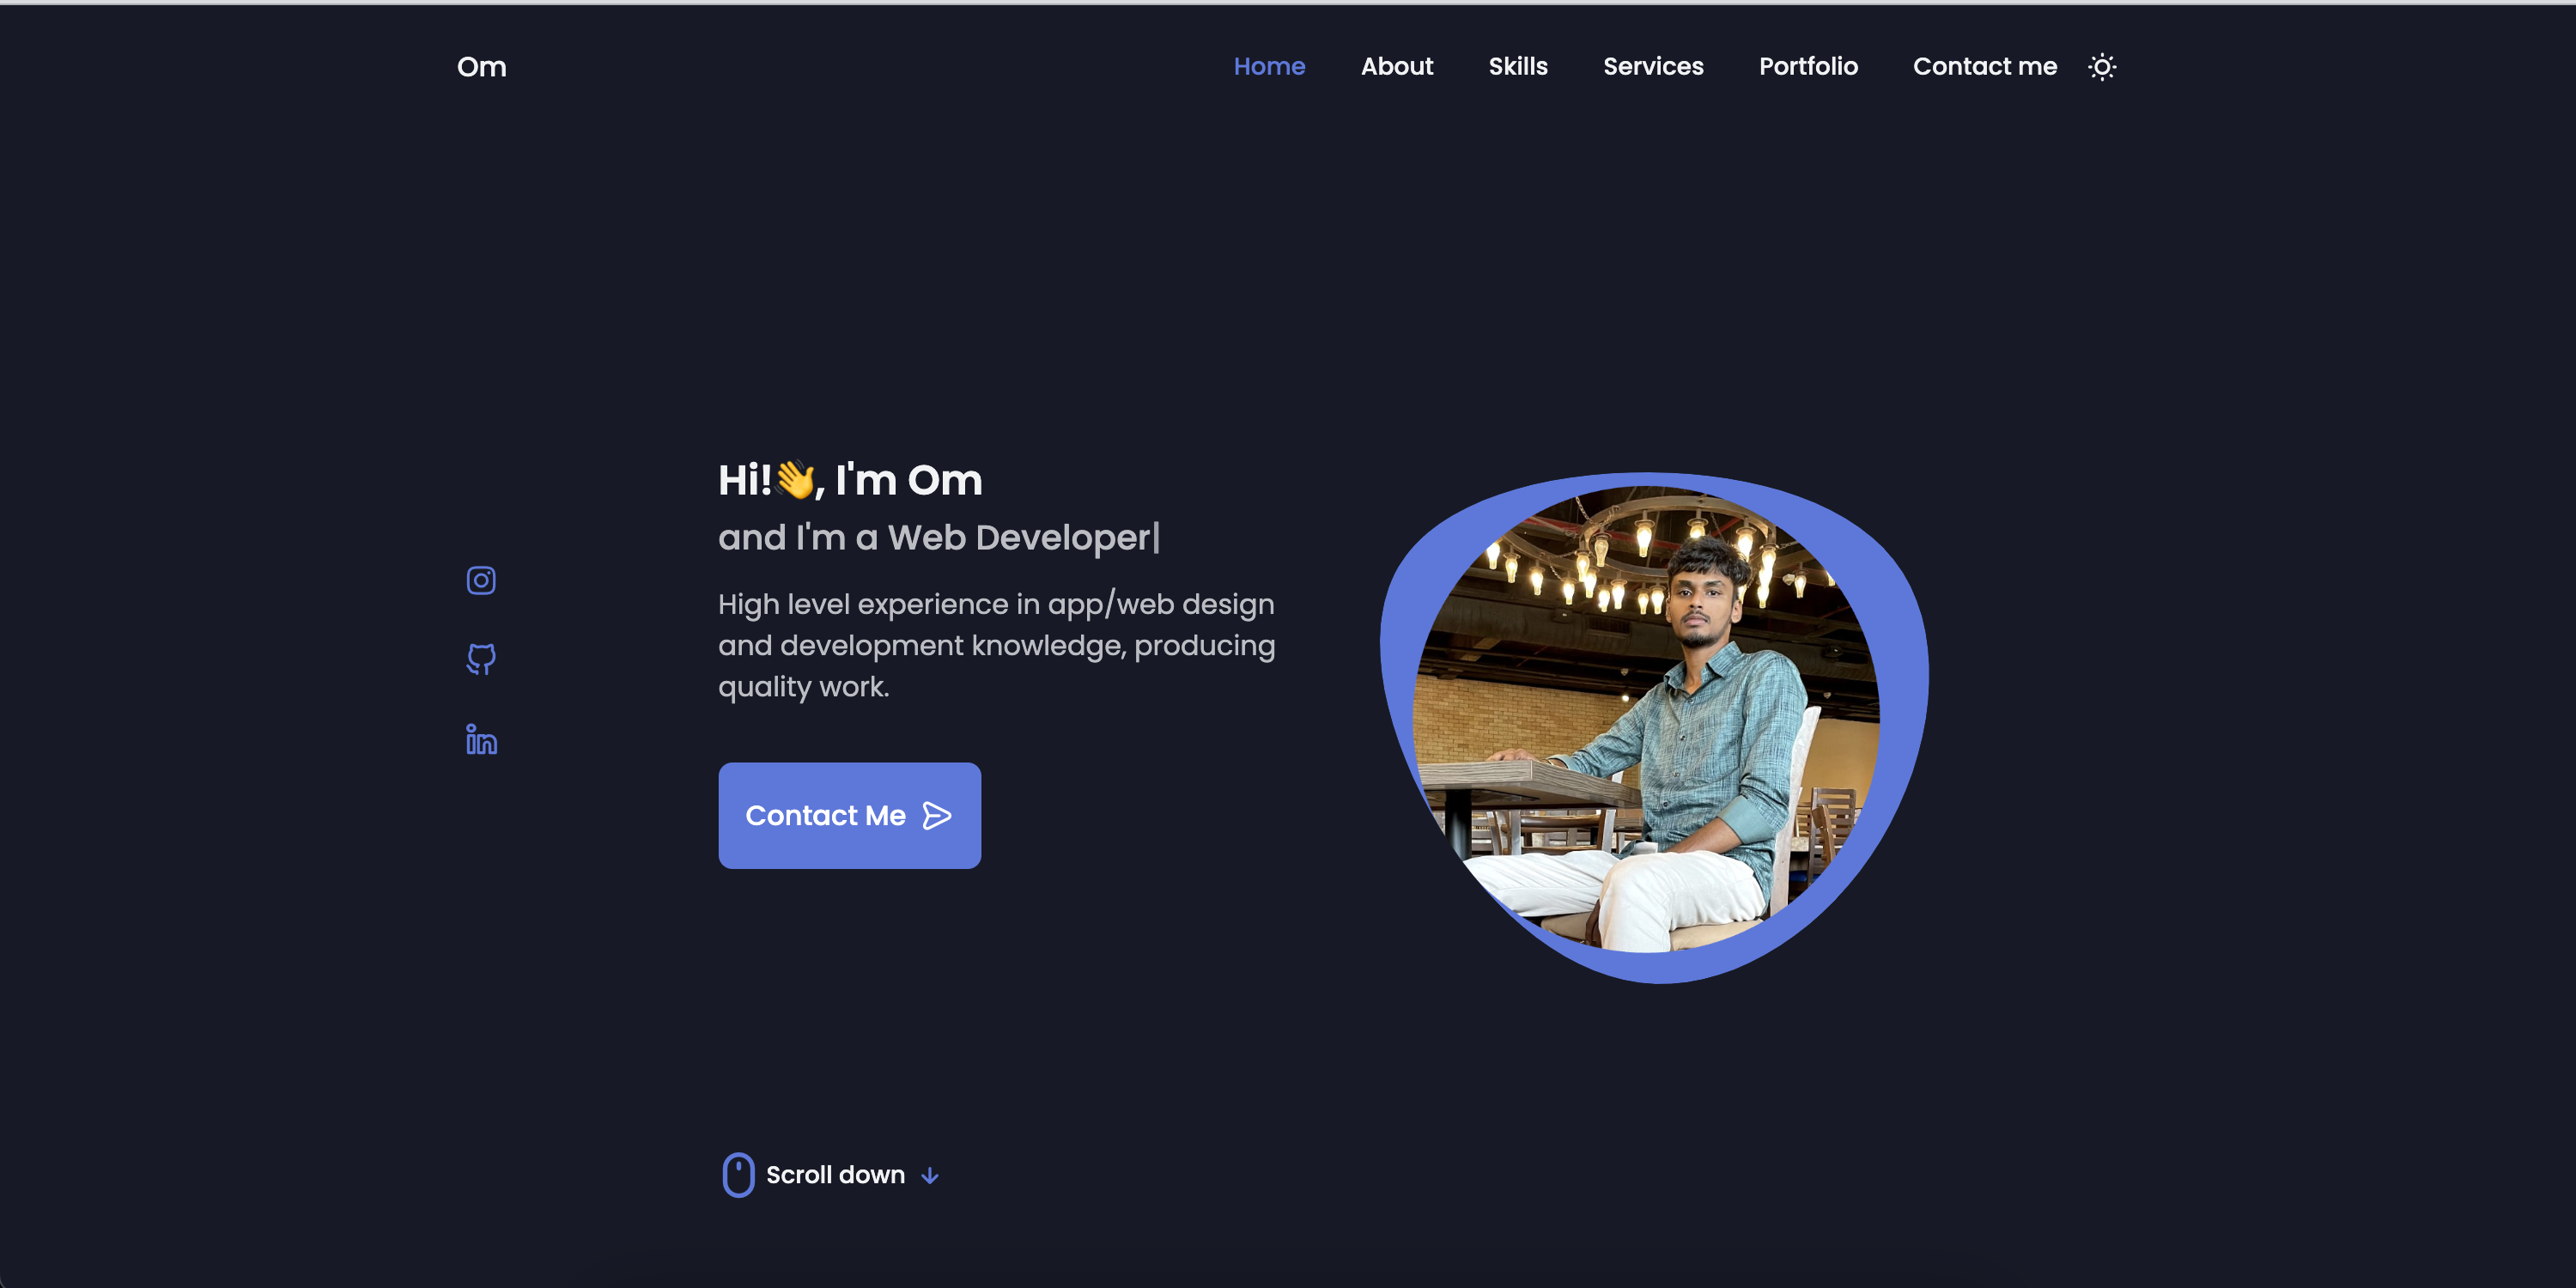 Om
Home About Skills Services Portfolio Contact me
Hi!👋, I'm Om
and I'm a Web Developer|
High level experience in app/web design
and development knowledge, producing
quality work.
Contact Me
Scroll down